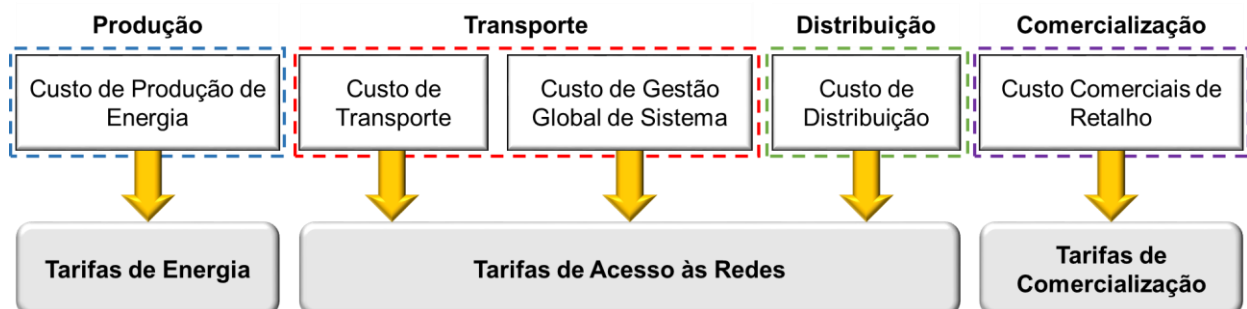 Produção
Transporte
Distribuição
Comercialização
Custo de Produção de
Energia
Custo de
Transporte
Custo de Gestão
Global de Sistema
Custo de
Distribuição
Custo Comerciais de
Retalho
Tarifas de Energia
Tarifas de Acesso às Redes
Tarifas de
Comercialização